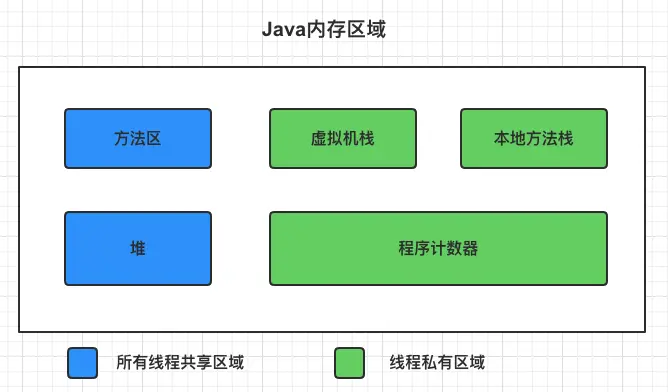 Java内存区域
方法区
虚拟机栈
本地方法栈
堆
程序计数器
所有线程共享区域
线程私有区域